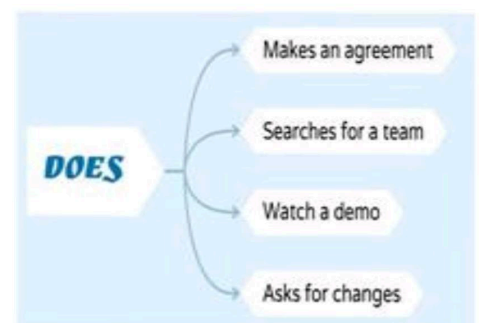 Makes an agreement
Searches for a team
DOES
Watch a demo
Asks for changes